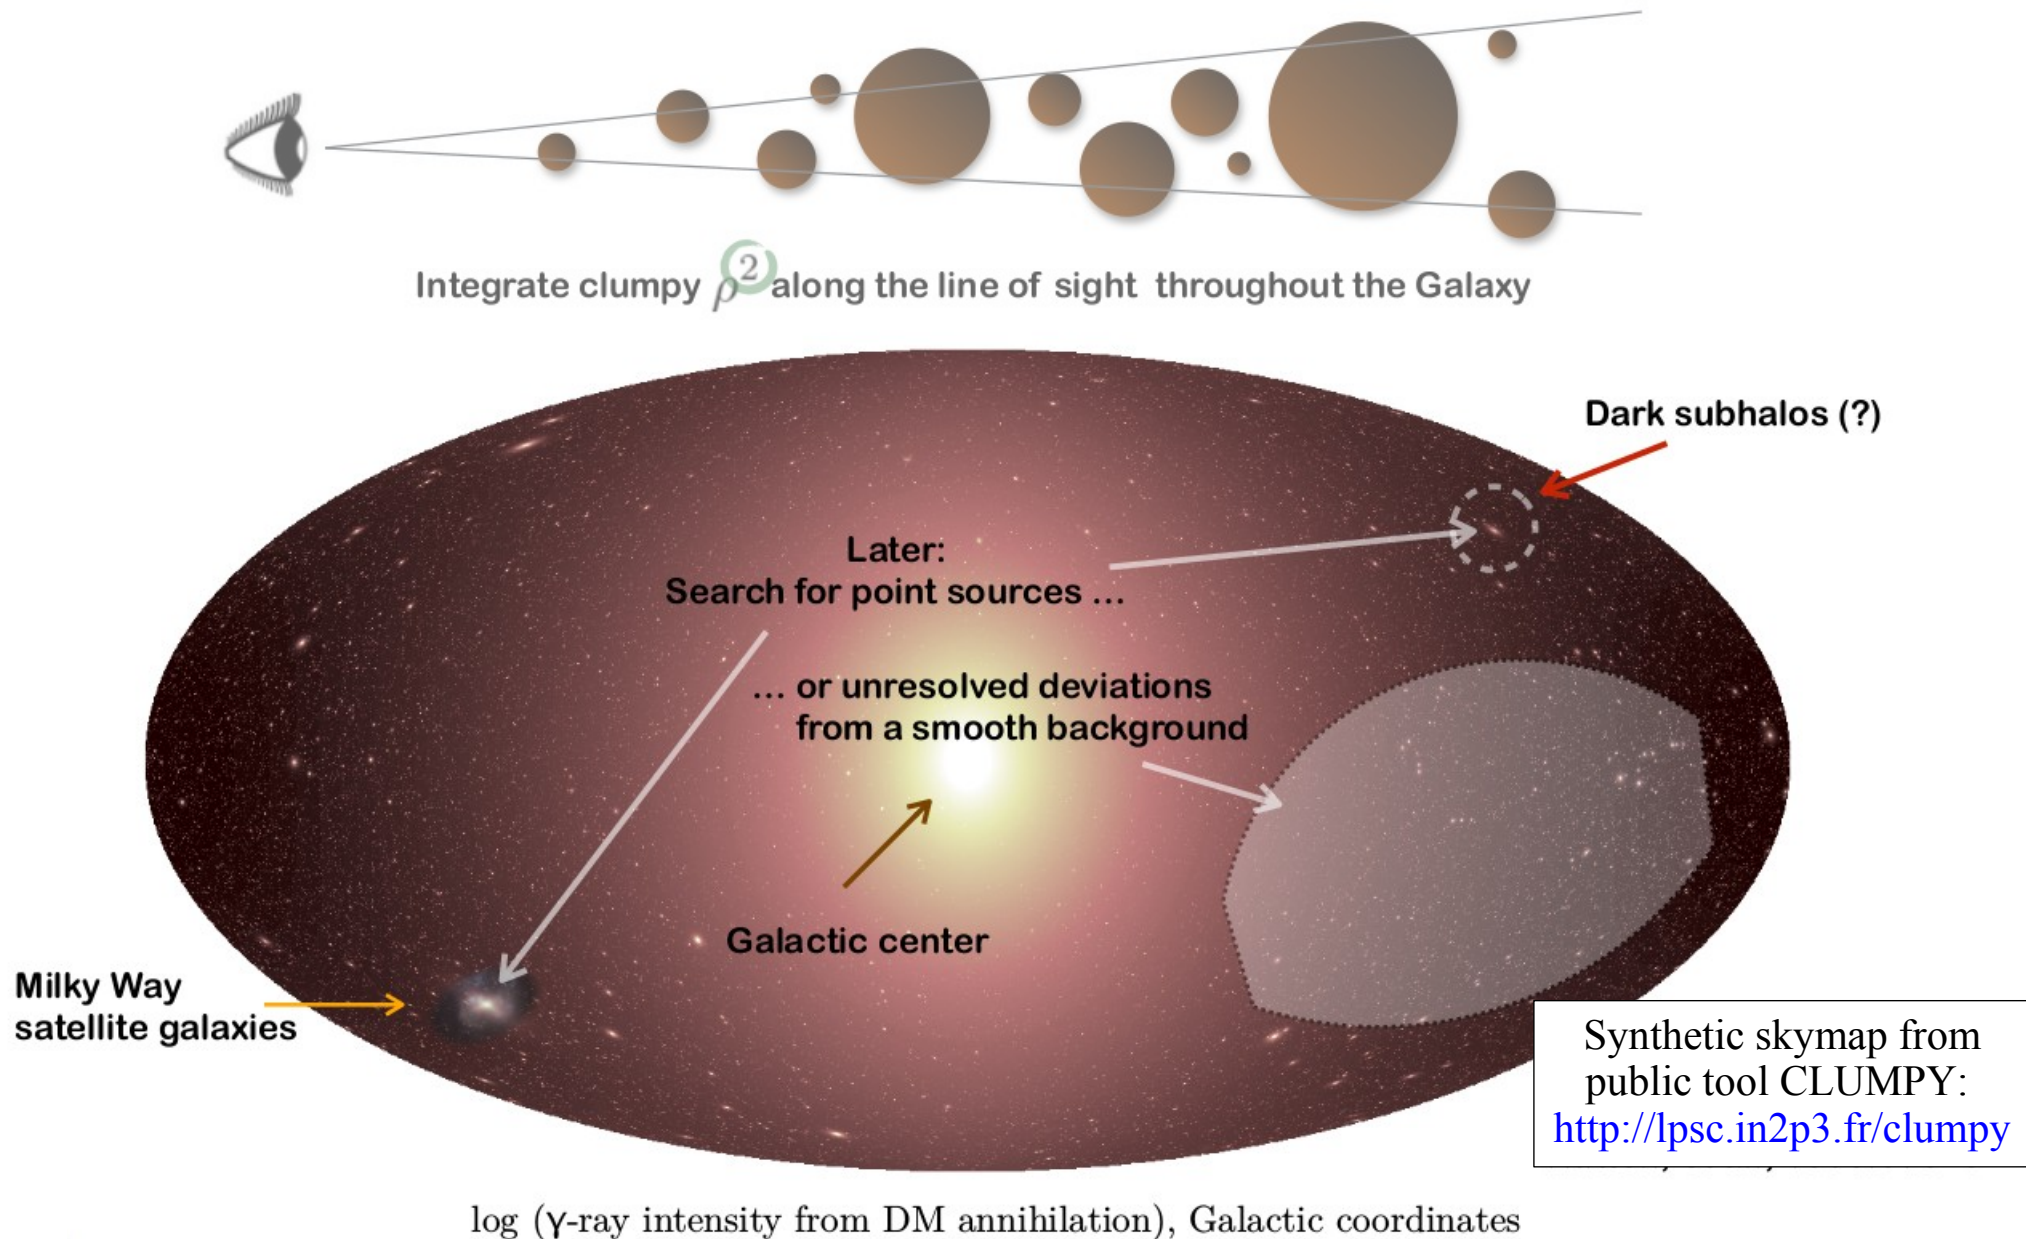 Integrate clumpy ρ² along the line of sight throughout the Galaxy
Dark subhalos (?)
Later:
Search for point sources ...
... or unresolved deviations
from a smooth background
Galactic center
Milky Way
satellite galaxies
Synthetic skymap from
public tool CLUMPY:
http://lpsc.in2p3.fr/clumpy
log (γ-ray intensity from DM annihilation), Galactic coordinates